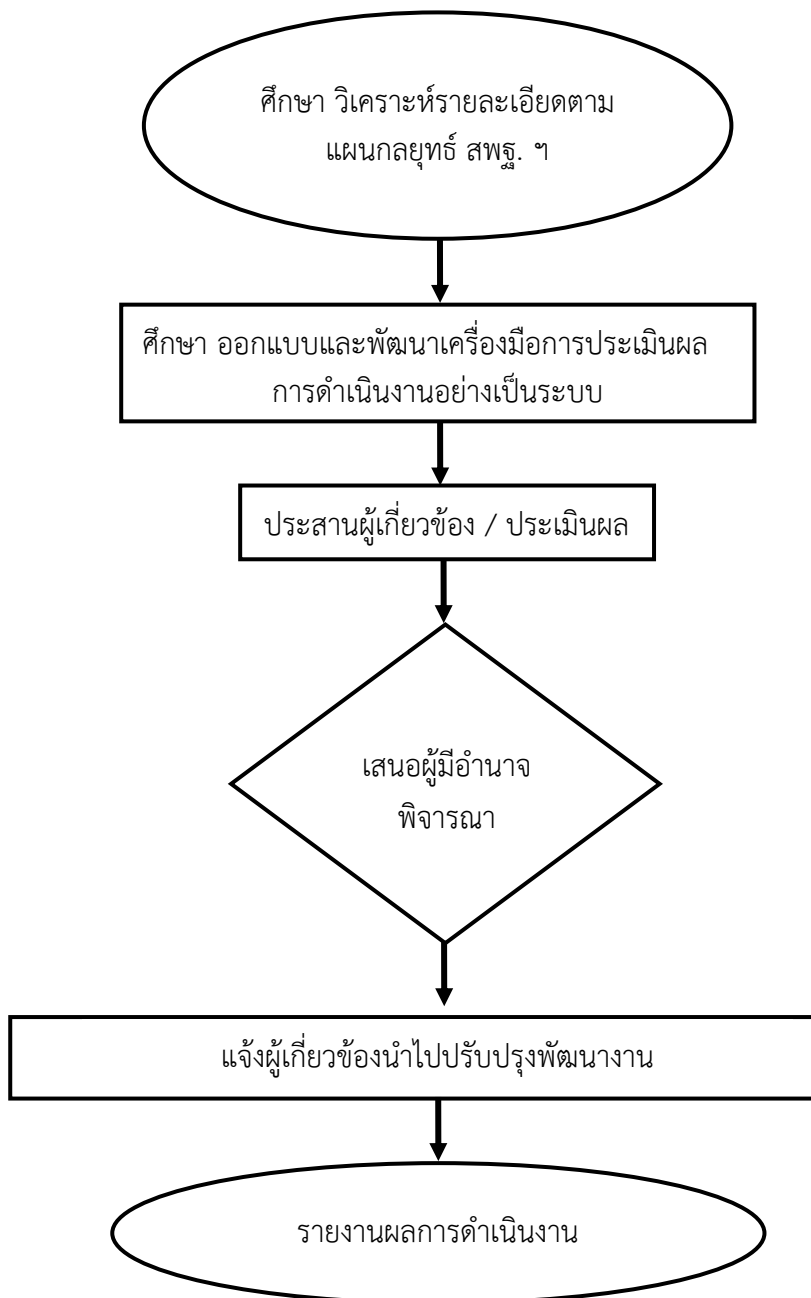 ศึกษา วิเคราะห์รายละเอียดตาม
แผนกลยุทธ์ สพฐ. ฯ
ศึกษา ออกแบบและพัฒนาเครื่องมือการประเมินผล
การดำเนินงานอย่างเป็นระบบ
ประสานผู้เกี่ยวข้อง / ประเมินผล
เสนอผู้มีอำนาจ
พิจารณา
แจ้งผู้เกี่ยวข้องนำไปปรับปรุงพัฒนางาน
รายงานผลการดำเนินงาน